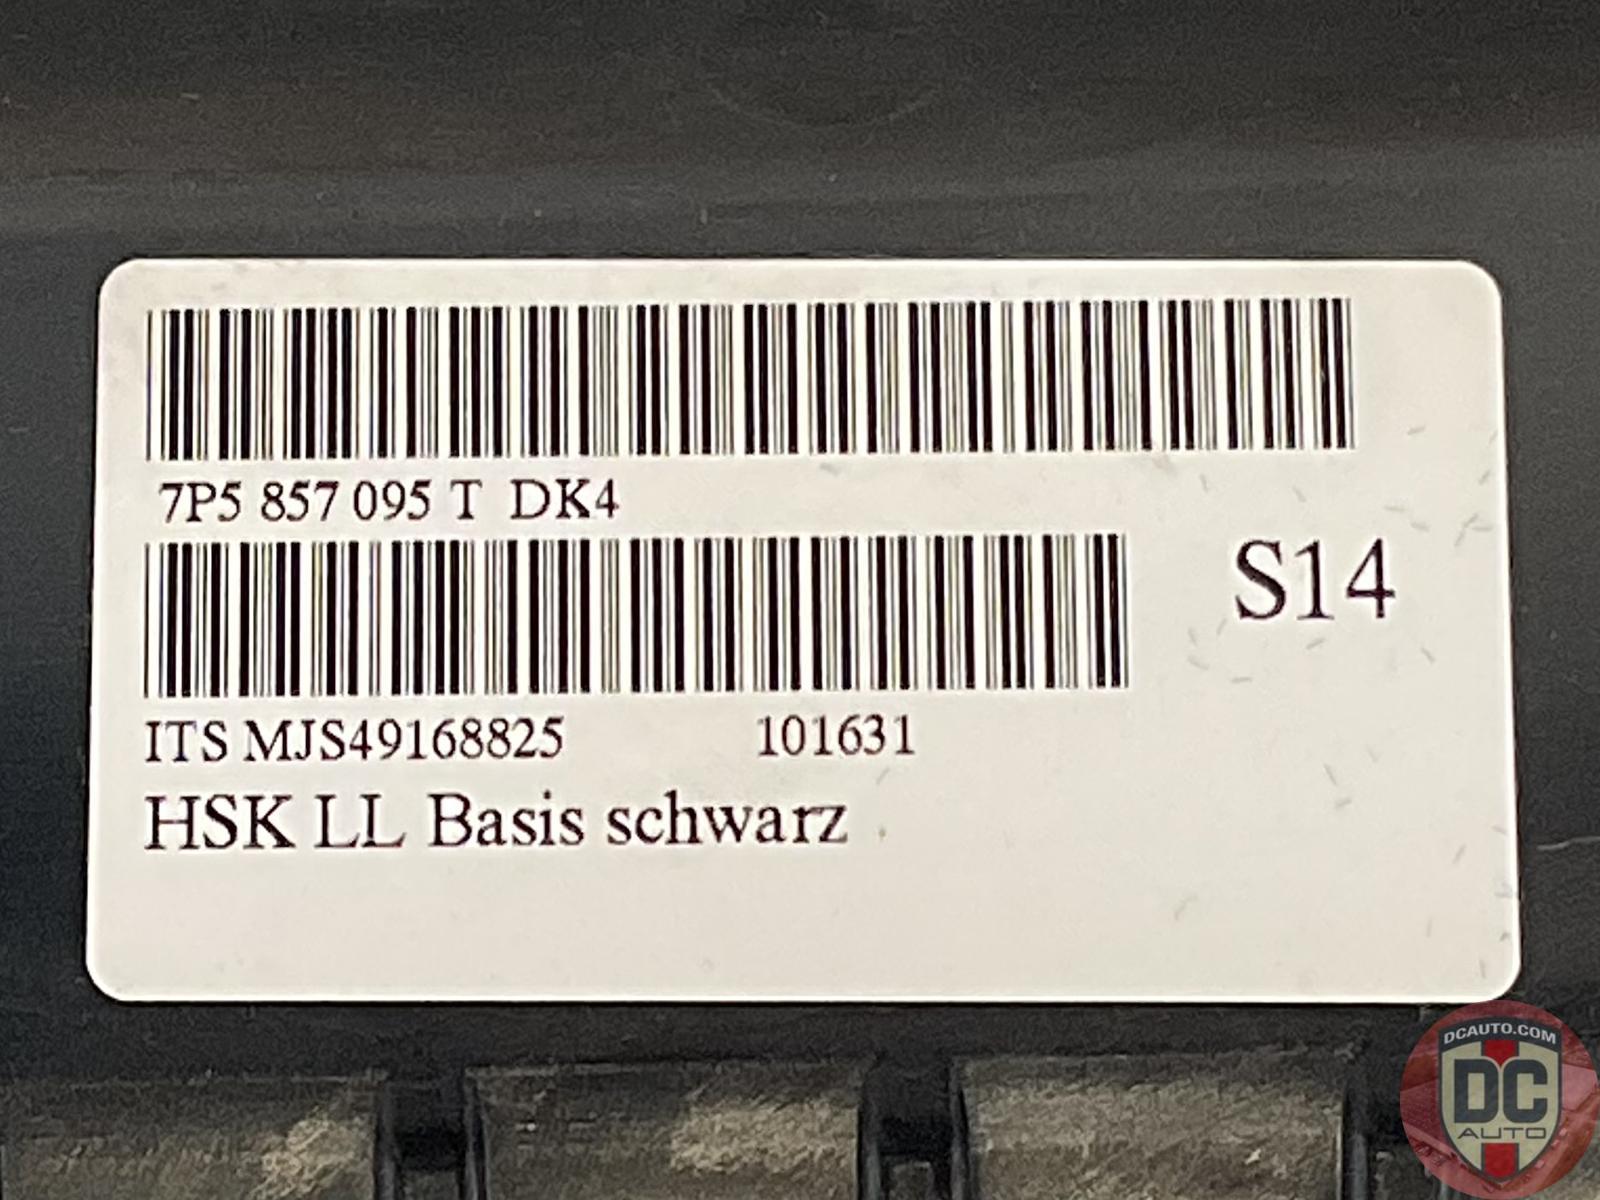 7P5 857 095 T DK4
S14
ITS MJS49168825 101631
HSK LL Basis schwarz
DCAUTO.COM
DC
AUTO